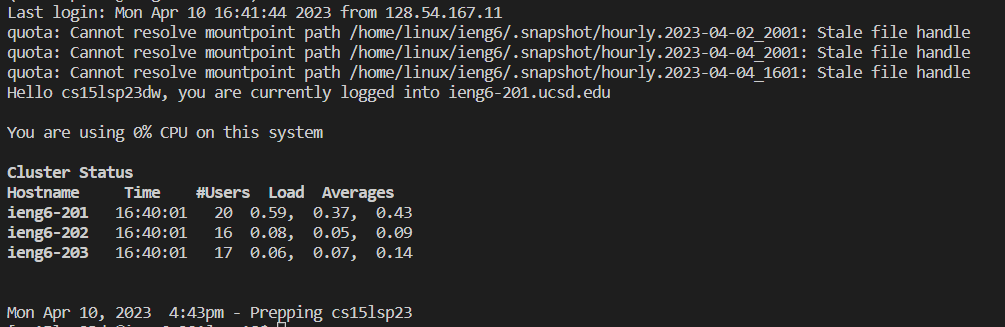 Last login: Mon Apr 10 16:41:44 2023 from 128.54.167.11
quota: Cannot resolve mountpoint path /home/linux/ieng6/.snapshot/hourly.2023-04-02_2001: Stale file handle
quota: Cannot resolve mountpoint path /home/linux/ieng6/.snapshot/hourly.2023-04-04_2001: Stale file handle
quota: Cannot resolve mountpoint path /home/linux/ieng6/.snapshot/hourly.2023-04-04_1601: Stale file handle
Hello cs15lsp23dw, you are currently logged into ieng6-201.ucsd.edu
You are using 0% CPU on this system
Cluster Status
Hostname Time #Users Load Averages
ieng6-201 16:40:01 20 0.59, 0.37, 0.43
ieng6-202 16:40:01 16 0.08, 0.05, 0.09
ieng6-203 16:40:01 17 0.06, 0.07, 0.14
Mon Apr 10, 2023 4:43pm - Prepping cs15lsp23